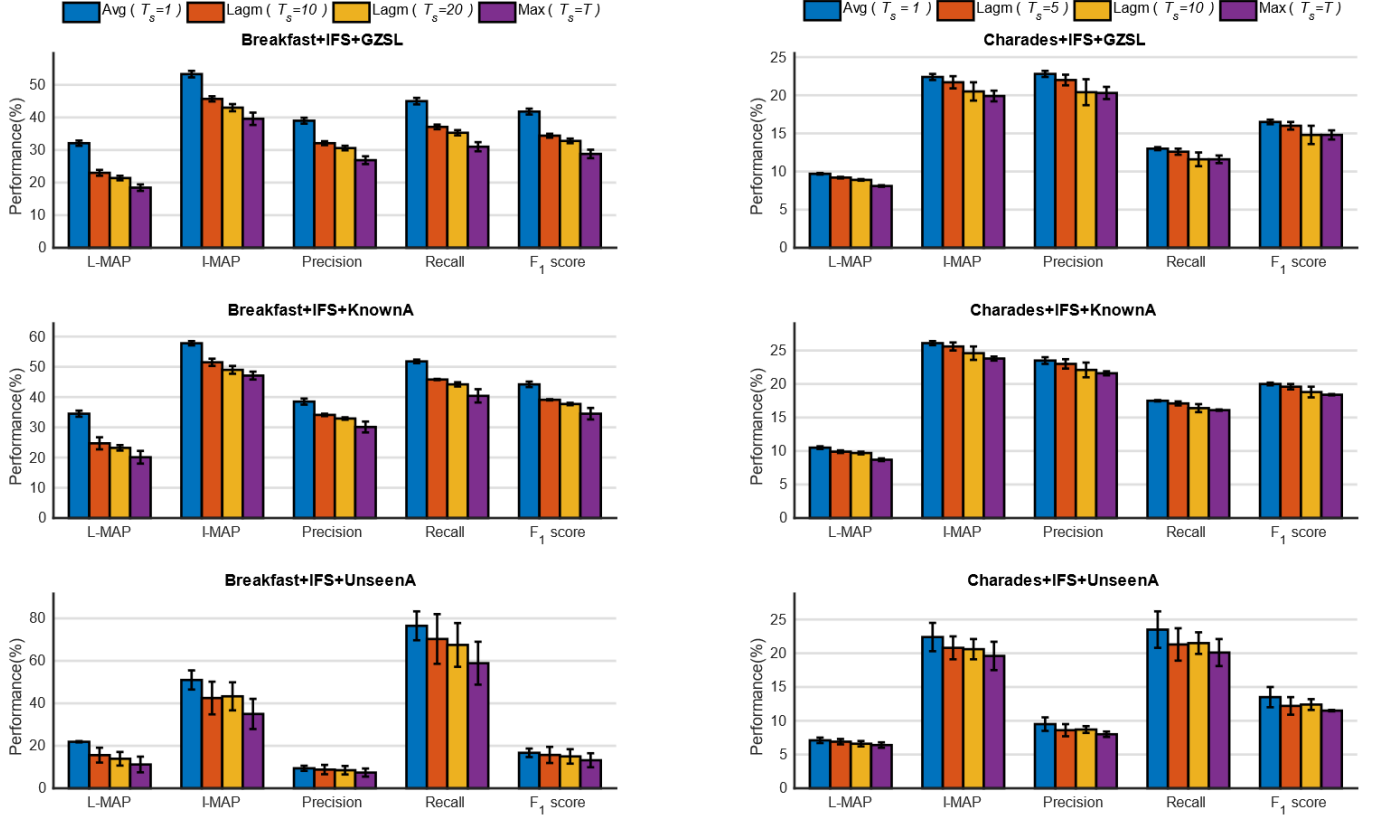 Avg ( Ts=1 ) Lagm ( Ts=10 ) Lagm ( Ts=20 ) Max ( Ts=T )
Breakfast+IFS+GZSL
Performance(%)
50
40
30
20
10
0
L-MAP I-MAP Precision Recall F1 score
Breakfast+IFS+KnownA
Performance(%)
60
50
40
30
20
10
0
L-MAP I-MAP Precision Recall F1 score
Breakfast+IFS+UnseenA
Performance(%)
80
60
40
20
0
L-MAP I-MAP Precision Recall F1 score
Avg ( Ts = 1 ) Lagm ( Ts=5 ) Lagm ( Ts=10 ) Max ( Ts=T )
Charades+IFS+GZSL
Performance(%)
25
20
15
10
5
0
L-MAP I-MAP Precision Recall F1 score
Charades+IFS+KnownA
Performance(%)
25
20
15
10
5
0
L-MAP I-MAP Precision Recall F1 score
Charades+IFS+UnseenA
Performance(%)
25
20
15
10
5
0
L-MAP I-MAP Precision Recall F1 score